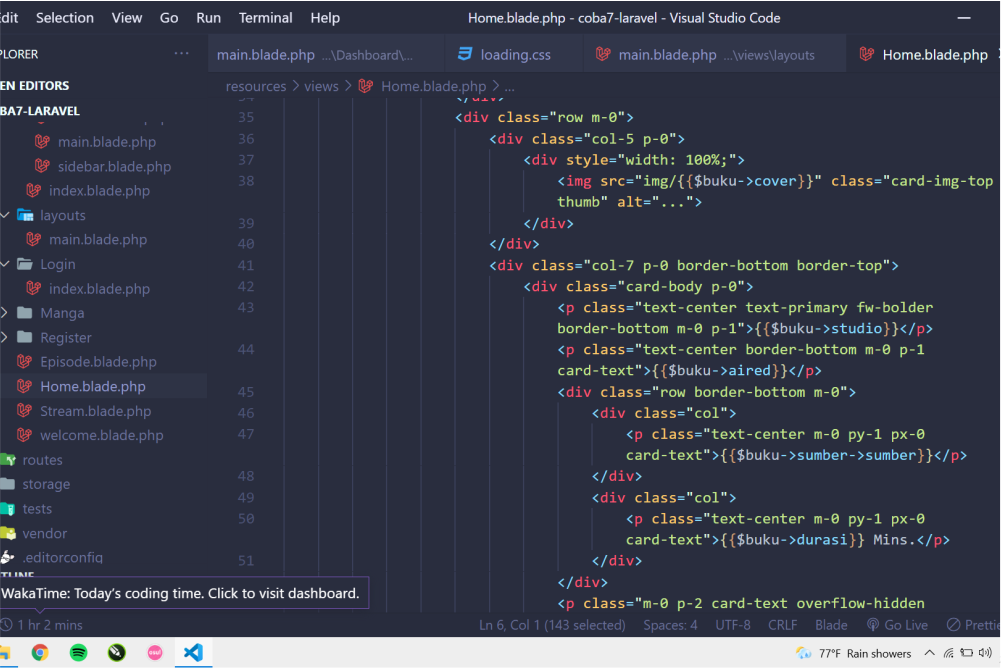 dit Selection View Go Run Terminal Help Home.blade.php - coba7-laravel - Visual Studio Code
PLORER ... main.blade.php ...\Dashboard\... loading.css main.blade.php ...\views\layouts Home.blade.php
EN EDITORS
resources > views > Home.blade.php > ...
BA7-LARAVEL
main.blade.php
sidebar.blade.php
index.blade.php
layouts
main.blade.php
Login
index.blade.php
Manga
Register
Episode.blade.php
Home.blade.php
Stream.blade.php
welcome.blade.php
routes
storage
tests
vendor
.editorconfig
34 </div>
35 <div class="row m-0">
36 <div class="col-5 p-0">
37 <div style="width: 100%;">
38 <img src="img/{{$buku->cover}}" class="card-img-top
thumb" alt="...">
39 </div>
40 </div>
41 <div class="col-7 p-0 border-bottom border-top">
42 <div class="card-body p-0">
43 <p class="text-center text-primary fw-bolder
border-bottom m-0 p-1">{{$buku->studio}}</p>
44 <p class="text-center border-bottom m-0 p-1
card-text">{{$buku->aired}}</p>
45 <div class="row border-bottom m-0">
46 <div class="col">
47 <p class="text-center m-0 py-1 px-0
card-text">{{$buku->sumber->sumber}}</p>
48 </div>
49 <div class="col">
50 <p class="text-center m-0 py-1 px-0
card-text">{{$buku->durasi}} Mins.</p>
51 </div>
</div>
<p class="m-0 p-2 card-text overflow-hidden
TLINE
WakaTime: Today's coding time. Click to visit dashboard.
1 hr 2 mins Ln 6, Col 1 (143 selected) Spaces: 4 UTF-8 CRLF Blade Go Live Prettie
77°F Rain showers